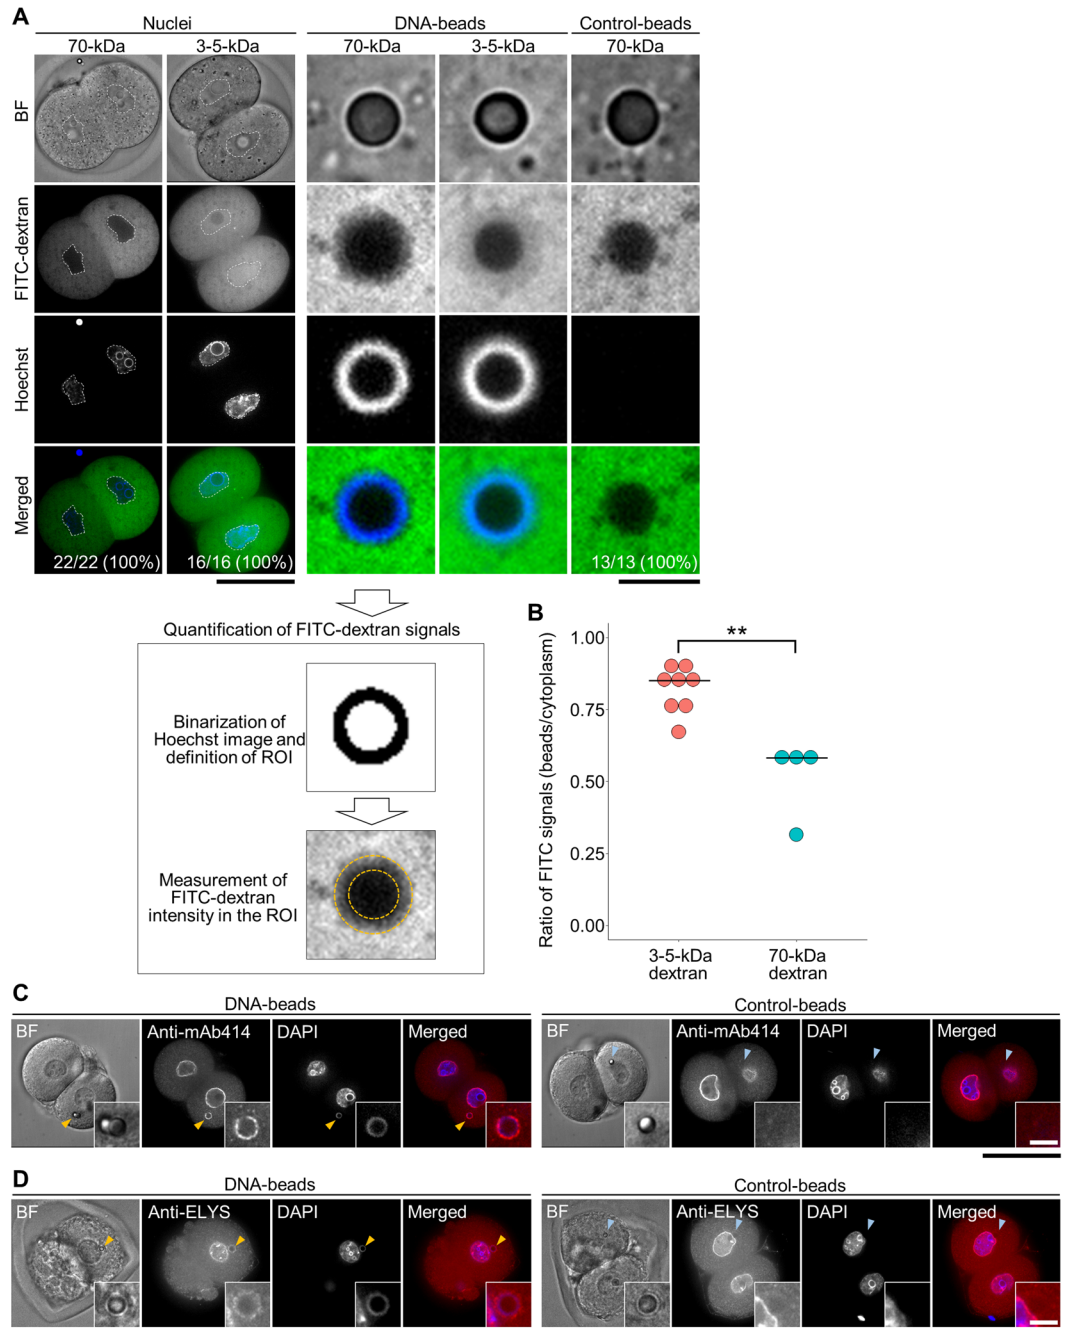 A
Nuclei
DNA-beads
Control-beads
70-kDa
3-5-kDa
70-kDa
3-5-kDa
70-kDa
BF
FITC-dextran
Hoechst
Merged
22/22 (100%)
16/16 (100%)
13/13 (100%)
Quantification of FITC-dextran signals
Binarization of
Hoechst image and
definition of ROI
Measurement of
FITC-dextran
intensity in the ROI
B
Ratio of FITC signals (beads/cytoplasm)
1.00
0.75
0.50
0.25
0.00
**
3-5-kDa
dextran
70-kDa
dextran
C
DNA-beads
Control-beads
BF
Anti-mAb414
DAPI
Merged
BF
Anti-mAb414
DAPI
Merged
D
DNA-beads
Control-beads
BF
Anti-ELYS
DAPI
Merged
BF
Anti-ELYS
DAPI
Merged